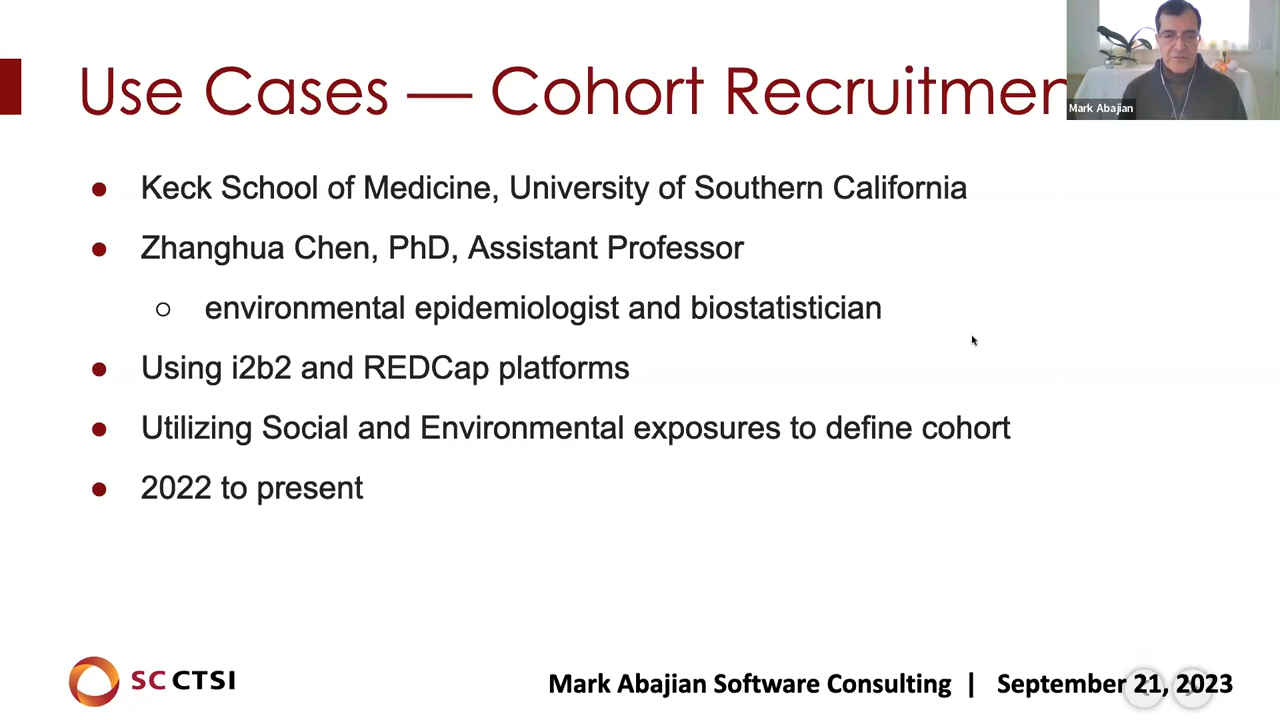 Use Cases — Cohort Recruitmen
Mark Abajian
● Keck School of Medicine, University of Southern California
● Zhanghua Chen, PhD, Assistant Professor
○ environmental epidemiologist and biostatistician
● Using i2b2 and REDCap platforms
● Utilizing Social and Environmental exposures to define cohort
● 2022 to present
SC CTSI
Mark Abajian Software Consulting | September 21, 2023